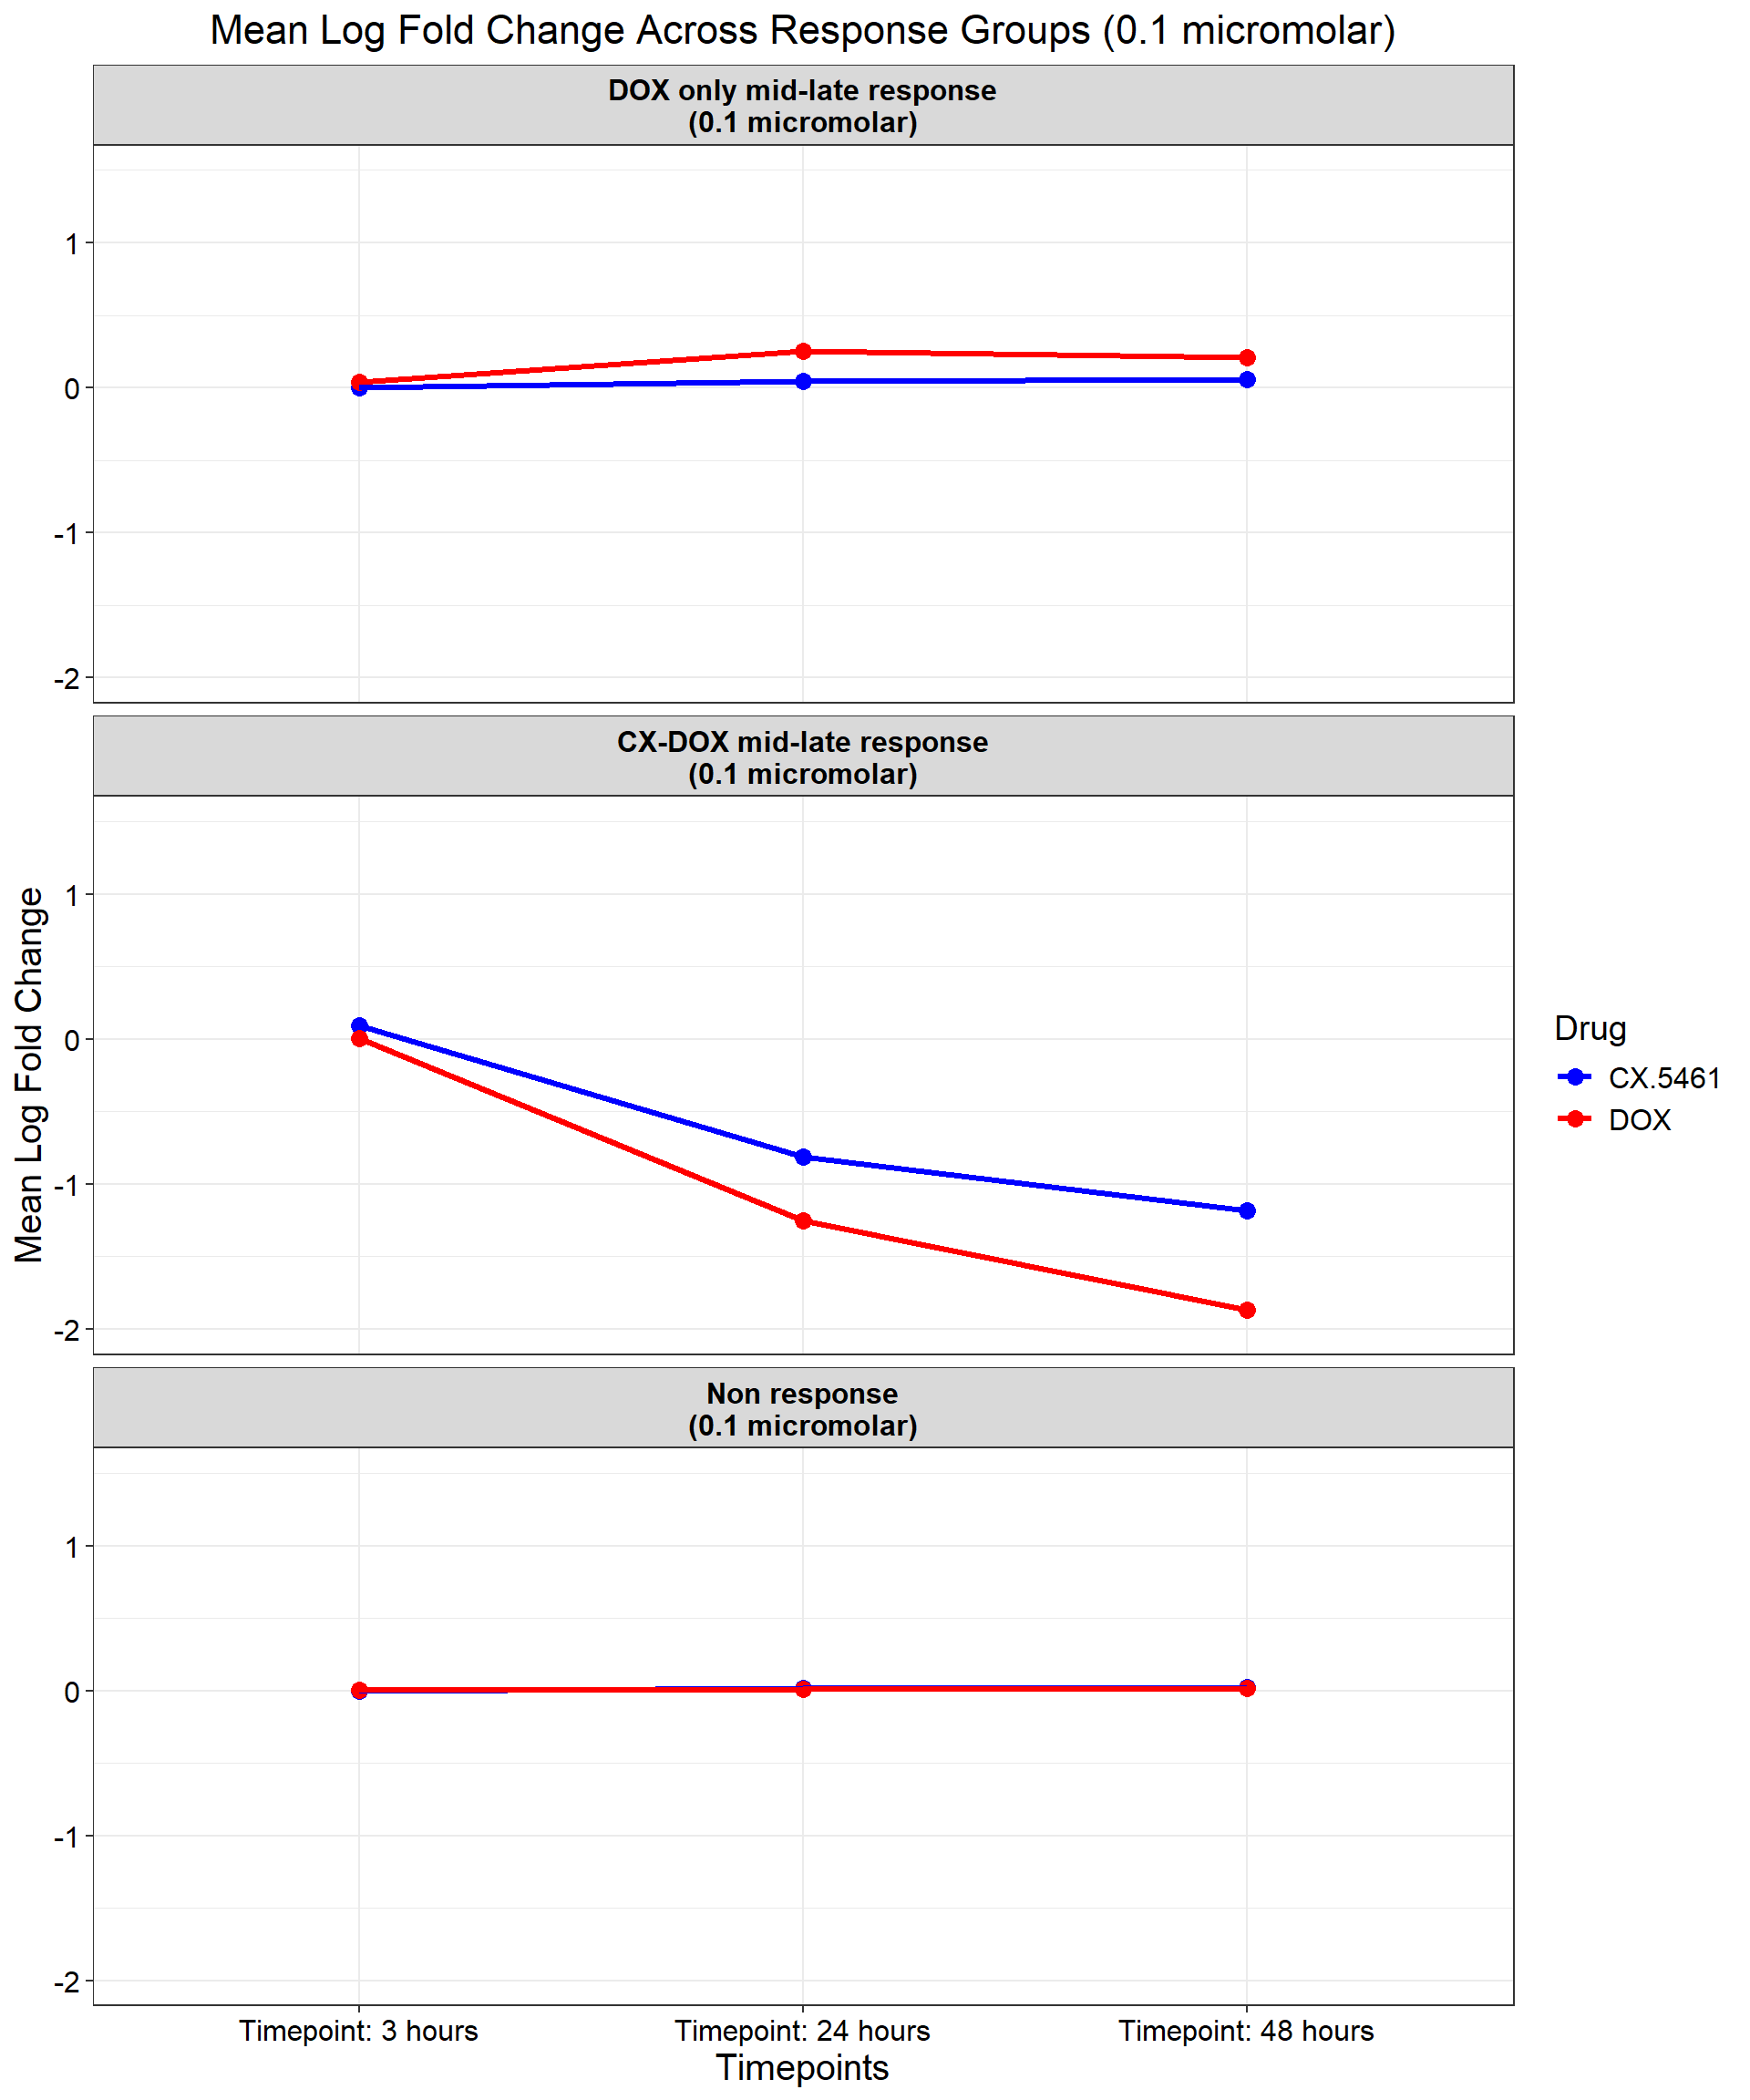 Mean Log Fold Change Across Response Groups (0.1 micromolar)
DOX only mid-late response
(0.1 micromolar)
1
0
-1
-2
CX-DOX mid-late response
(0.1 micromolar)
1
0
-1
-2
Mean Log Fold Change
Non response
(0.1 micromolar)
1
0
-1
-2
Timepoint: 3 hours
Timepoint: 24 hours
Timepoint: 48 hours
Timepoints
Drug
CX.5461
DOX